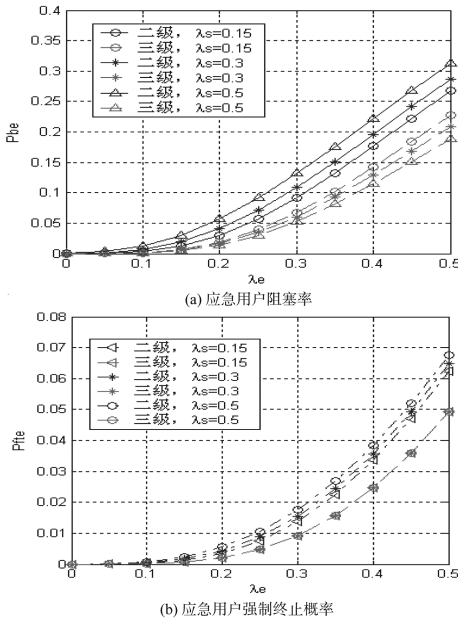 0.4
0.35
0.3
0.25
0.2
0.15
0.1
0.05
0
Pbe
二级，λs=0.15
三级，λs=0.15
二级，λs=0.3
三级，λs=0.3
二级，λs=0.5
三级，λs=0.5
0 0.1 0.2 0.3 0.4 0.5
λe
(a) 应急用户阻塞率
0.08
0.07
0.06
0.05
0.04
0.03
0.02
0.01
0
Pfte
二级，λs=0.15
三级，λs=0.15
二级，λs=0.3
三级，λs=0.3
二级，λs=0.5
三级，λs=0.5
0 0.1 0.2 0.3 0.4 0.5
λe
(b) 应急用户强制终止概率